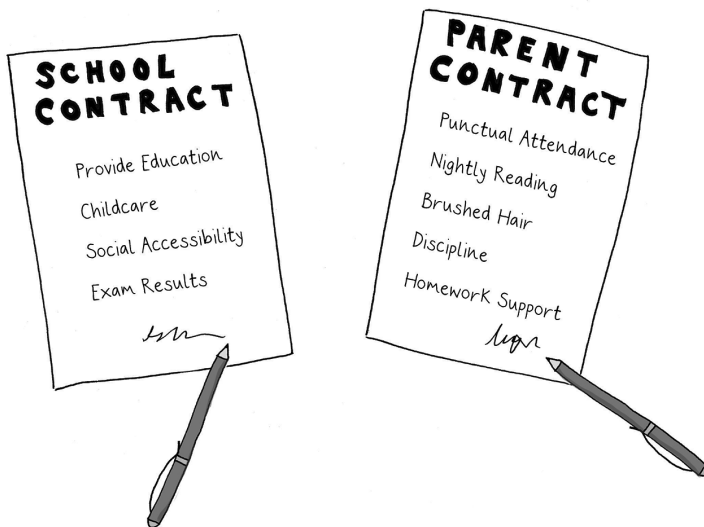 SCHOOL
CONTRACT
Provide Education
Childcare
Social Accessibility
Exam Results
PARENT
CONTRACT
Punctual Attendance
Nightly Reading
Brushed Hair
Discipline
Homework Support